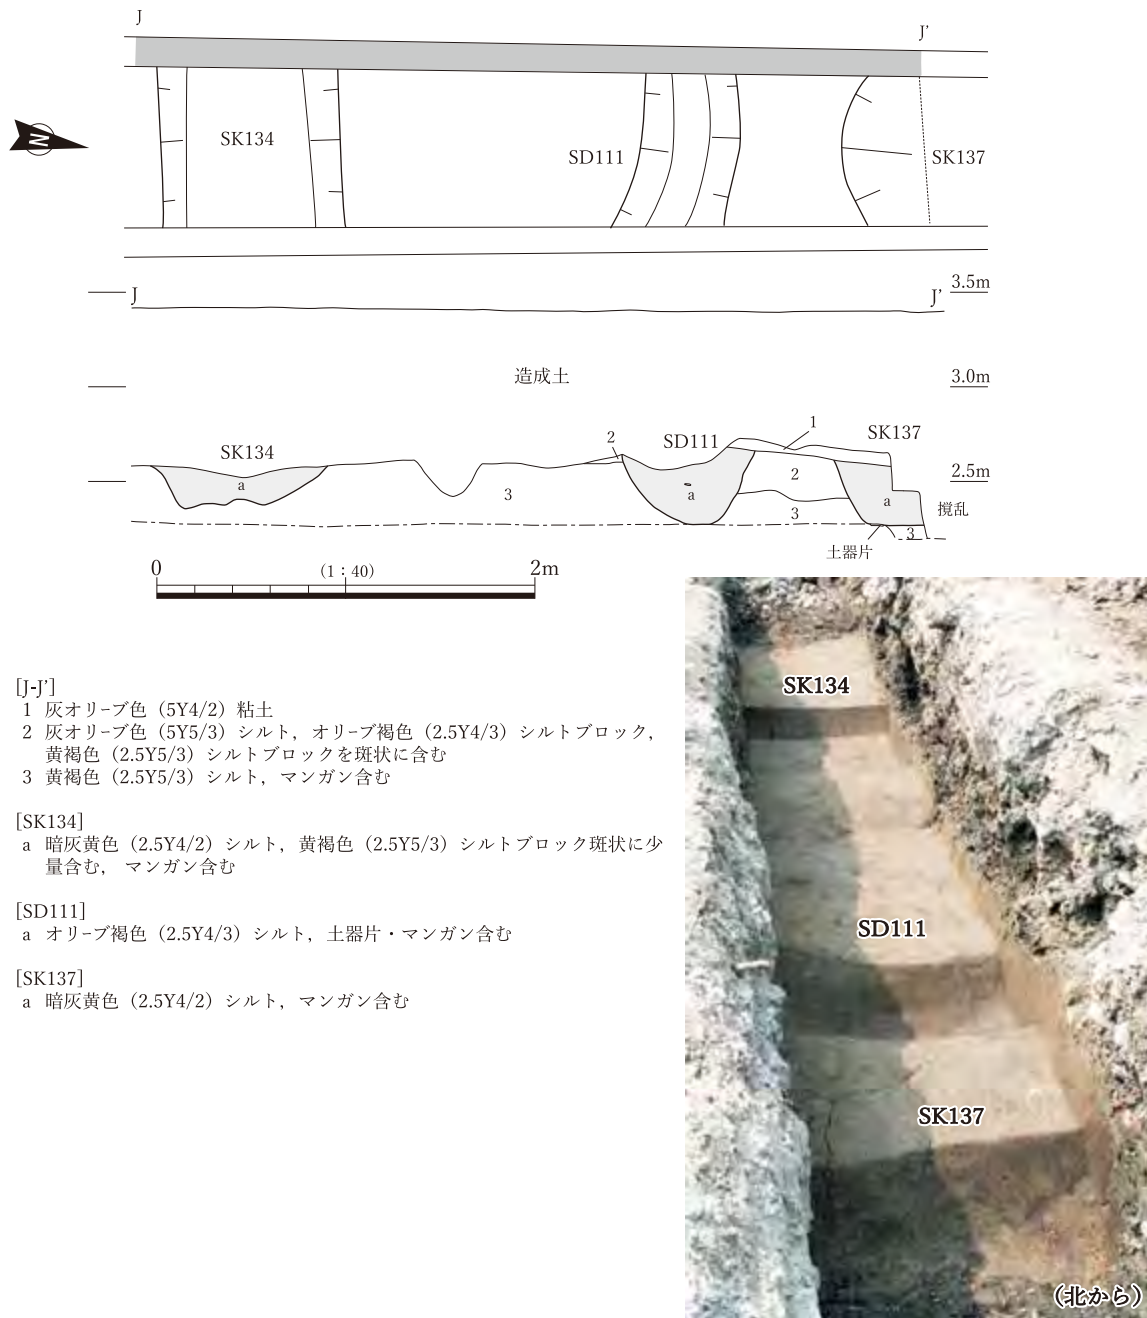 J
J’
N
SK134
SD111
SK137
J
J’
3.5m
造成土
3.0m
1
SK134
2
SD111
SK137
2.5m
a
3
a
2
a
3
撹乱
3
土器片
0
(1：40)
2m
[J-J’]
1 灰オリーブ色（5Y4/2）粘土
2 灰オリーブ色（5Y5/3）シルト，オリーブ褐色（2.5Y4/3）シルトブロック，
黄褐色（2.5Y5/3）シルトブロックを斑状に含む
3 黄褐色（2.5Y5/3）シルト，マンガン含む
[SK134]
a 暗灰黄色（2.5Y4/2）シルト，黄褐色（2.5Y5/3）シルトブロック斑状に少
量含む， マンガン含む
[SD111]
a オリーブ褐色（2.5Y4/3）シルト，土器片・マンガン含む
[SK137]
a 暗灰黄色（2.5Y4/2）シルト，マンガン含む
SK134
SD111
SK137
（北から）